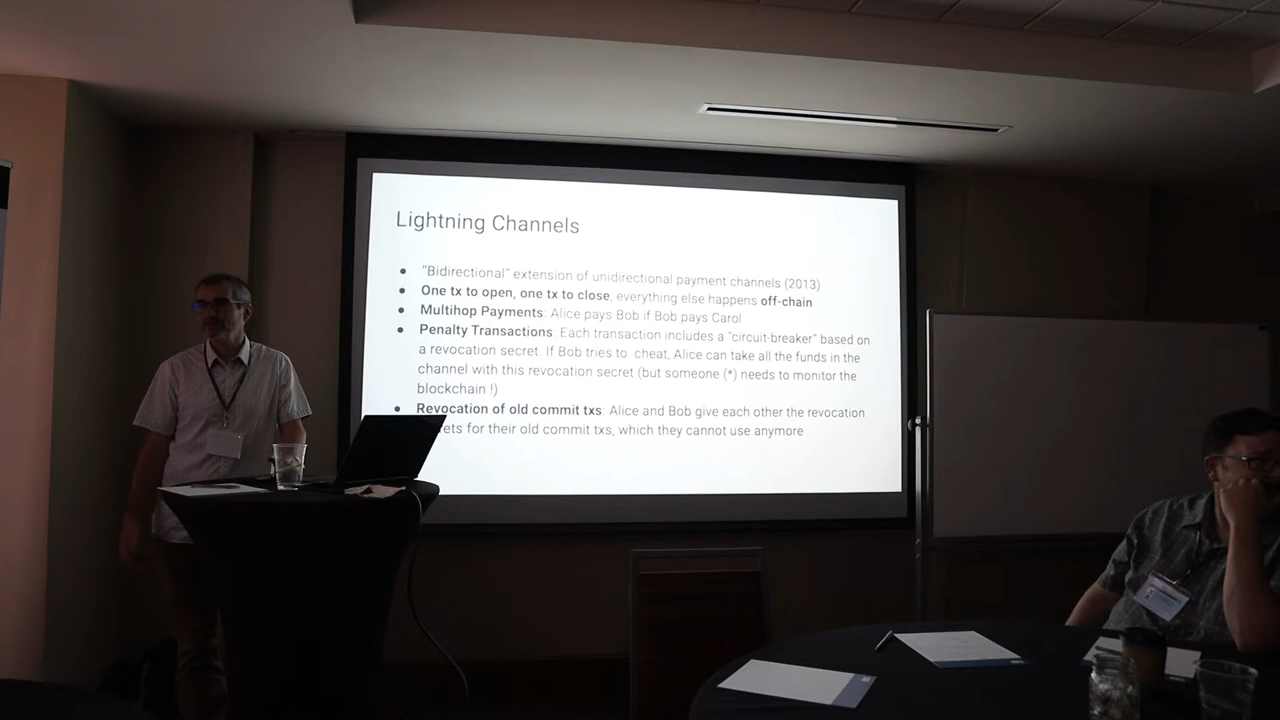 Lightning Channels
● "Bidirectional" extension of unidirectional payment channels (2013)
● One tx to open, one tx to close, everything else happens off-chain
● Multihop Payments: Alice pays Bob if Bob pays Carol
● Penalty Transactions: Each transaction includes a "circuit-breaker" based on
a revocation secret. If Bob tries to cheat, Alice can take all the funds in the
channel with this revocation secret (but someone (*) needs to monitor the
blockchain !)
● Revocation of old commit txs: Alice and Bob give each other the revocation
rets for their old commit txs, which they cannot use anymore